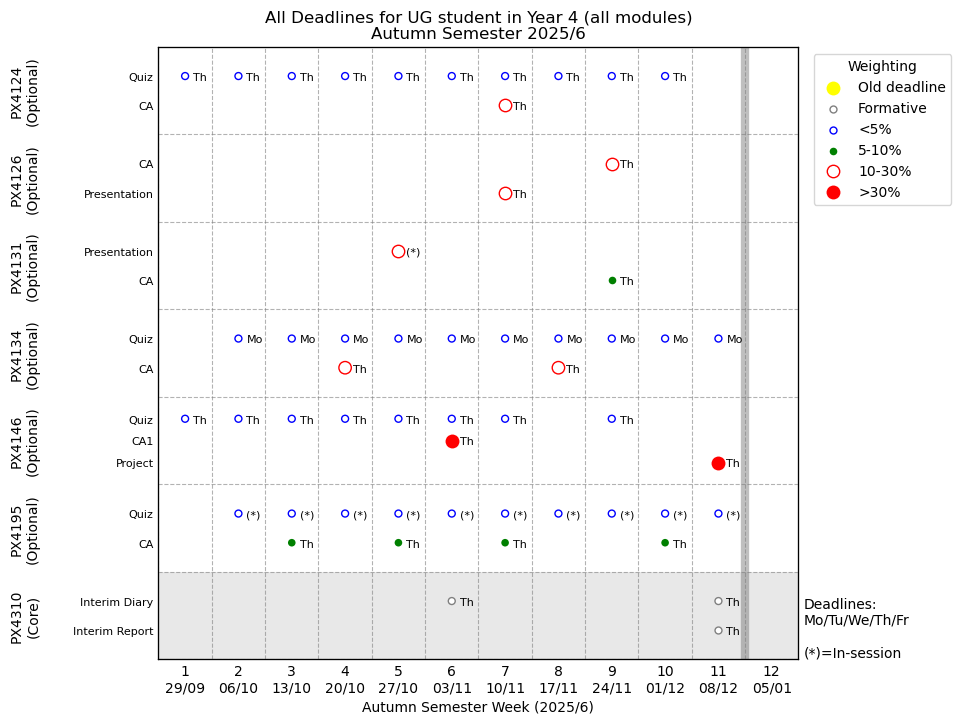 All Deadlines for UG student in Year 4 (all modules)
Autumn Semester 2025/6
PX4124
(Optional)
Quiz Th Th Th Th Th Th Th Th Th Th
CA Th
PX4126
(Optional)
CA Th
Presentation Th
PX4131
(Optional)
Presentation (*)
CA Th
PX4134
(Optional)
Quiz Mo Mo Mo Mo Mo Mo Mo Mo Mo Mo
CA Th Th
PX4146
(Optional)
Quiz Th Th Th Th Th Th Th Th
CA1 Th
Project Th
PX4195
(Optional)
Quiz (*) (*) (*) (*) (*) (*) (*) (*) (*) (*)
CA Th Th Th Th
PX4310
(Core)
Interim Diary Th Th
Interim Report Th
1 2 3 4 5 6 7 8 9 10 11 12
29/09 06/10 13/10 20/10 27/10 03/11 10/11 17/11 24/11 01/12 08/12 05/01
Autumn Semester Week (2025/6)
Weighting
Old deadline
Formative
<5%
5-10%
10-30%
>30%
Deadlines:
Mo/Tu/We/Th/Fr
(*)=In-session